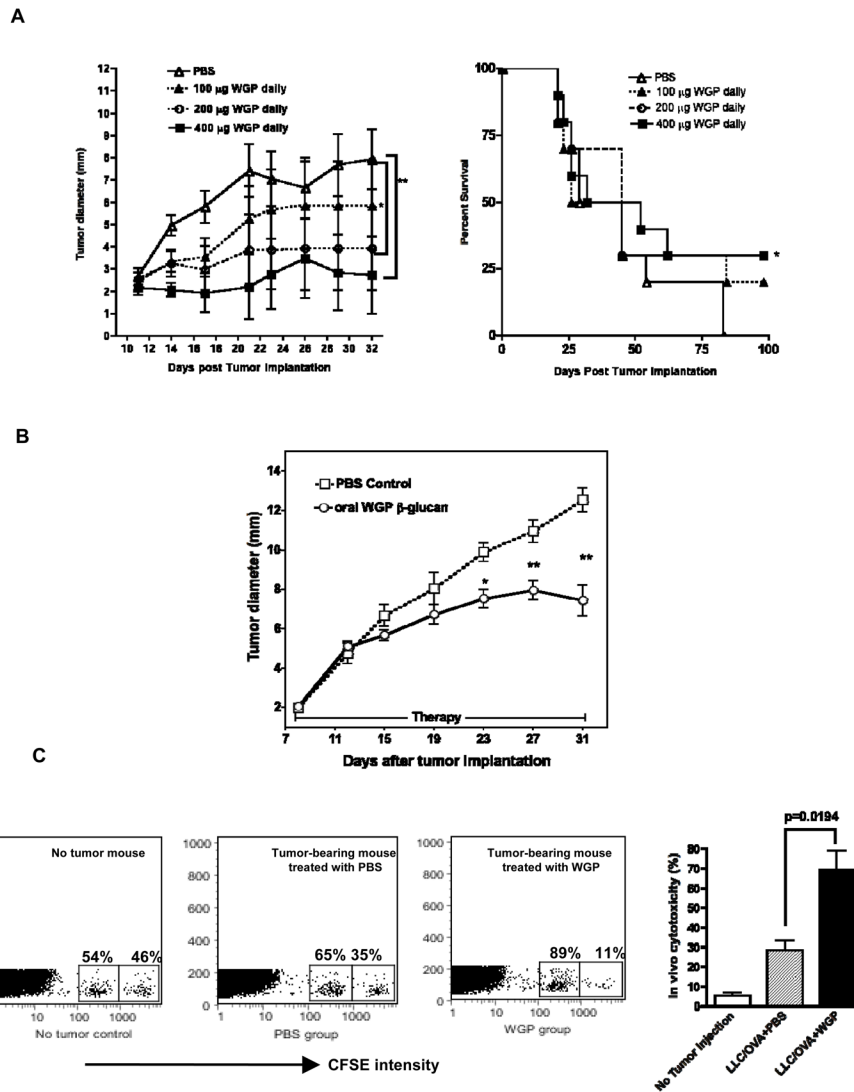 A
PBS
100 μg WGP daily
200 μg WGP daily
400 μg WGP daily
**
*
Tumor diameter (mm)
12
11
10
9
8
7
6
5
4
3
2
1
0
10 12 14 16 18 20 22 24 26 28 30 32
Days post Tumor Implantation
PBS
100 μg WGP daily
200 μg WGP daily
400 μg WGP daily
*
Percent Survival
100
75
50
25
0
0 25 50 75 100
Days Post Tumor Implantation
B
PBS Control
oral WGP β-glucan
Tumor diameter (mm)
14
12
10
8
6
4
2
* ** **
Therapy
7 11 15 19 23 27 31
Days after tumor implantation
C
No tumor mouse
54% 46%
10 100 1000
No tumor control
1000
800
600
400
200
0
Tumor-bearing mouse
treated with PBS
65% 35%
1 10 100 1000
PBS group
1000
800
600
400
200
0
Tumor-bearing mouse
treated with WGP
89% 11%
1 10 100 1000
WGP group
CFSE intensity
p=0.0194
In vivo cytotoxicity (%)
80
70
60
50
40
30
20
10
0
No Tumor Injection
LLC/OVA+PBS
LLC/OVA+WGP